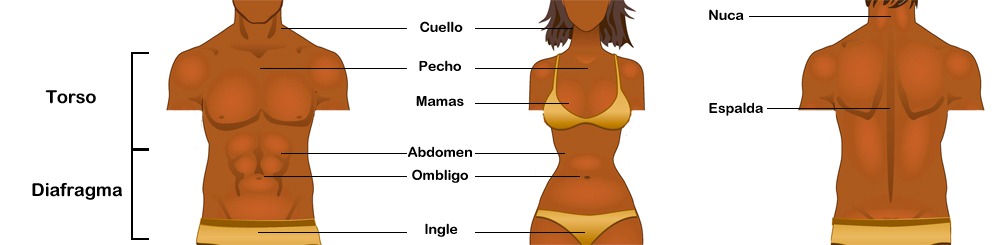 Torso
Diafragma
Cuello
Pecho
Mamas
Abdomen
Ombligo
Ingle
Nuca
Espalda